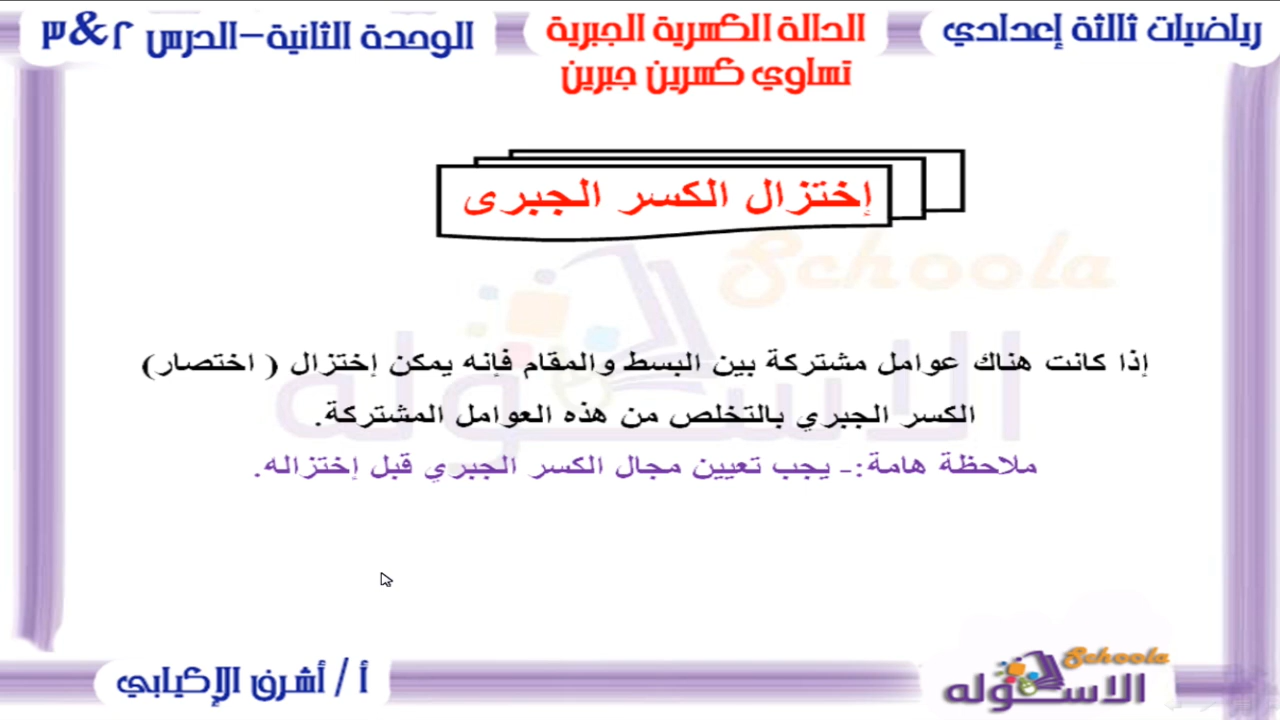 رياضيات ثالثة إعدادي
الدالة الكسرية الجبرية
تساوي كسرين جبرين
الوحدة الثانية-الدرس ٢&٣
إختزال الكسر الجبرى
إذا كانت هناك عوامل مشتركة بين البسط والمقام فإنه يمكن إختزال ( اختصار)
الكسر الجبري بالتخلص من هذه العوامل المشتركة.
ملاحظة هامة:- يجب تعيين مجال الكسر الجبري قبل إختزاله.
Schoola
الاسكوله
أ / أشرف الإكيابي
Schoola
الاسكوله